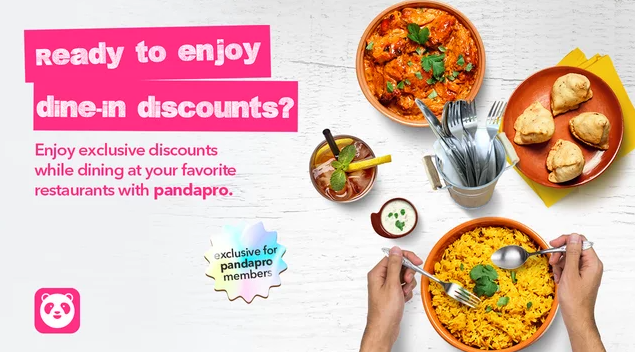 Ready to enjoy
dine-in discounts?
Enjoy exclusive discounts
while dining at your favorite
restaurants with pandapro.
exclusive for
pandapro
members